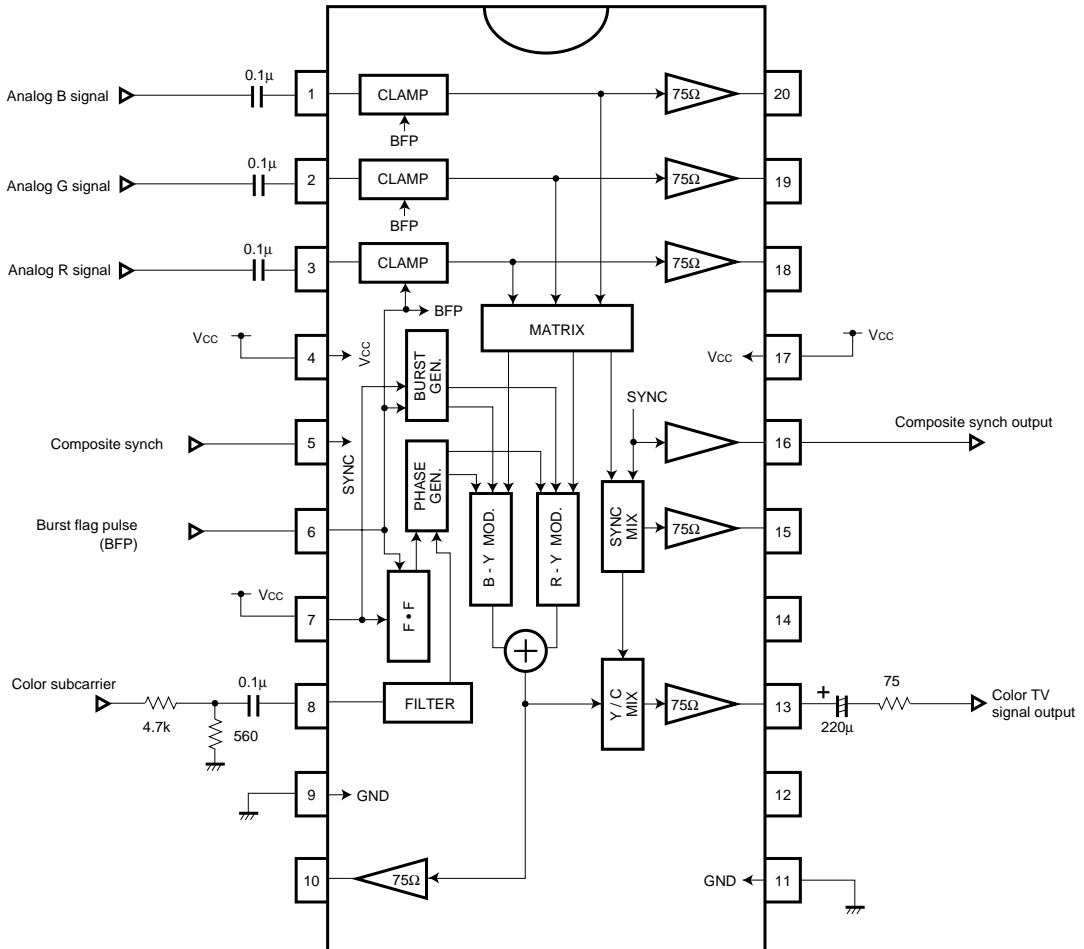 0.1µ
Analog B signal
1
CLAMP
BFP
75Ω
20
0.1µ
Analog G signal
2
CLAMP
BFP
75Ω
19
0.1µ
Analog R signal
3
CLAMP
BFP
75Ω
18
MATRIX
Vcc
4
Vcc
BURST
GEN.
Vcc
17
Vcc
SYNC
Composite synch
5
SYNC
16
Composite synch output
PHASE
GEN.
Burst flag pulse
(BFP)
6
B - Y MOD.
R - Y MOD.
SYNC
MIX
75Ω
15
Vcc
7
F • F
14
Color subcarrier
4.7k
560
0.1µ
8
FILTER
Y / C
MIX
75Ω
13
+
220µ
75
Color TV
signal output
9
GND
12
10
75Ω
GND
11